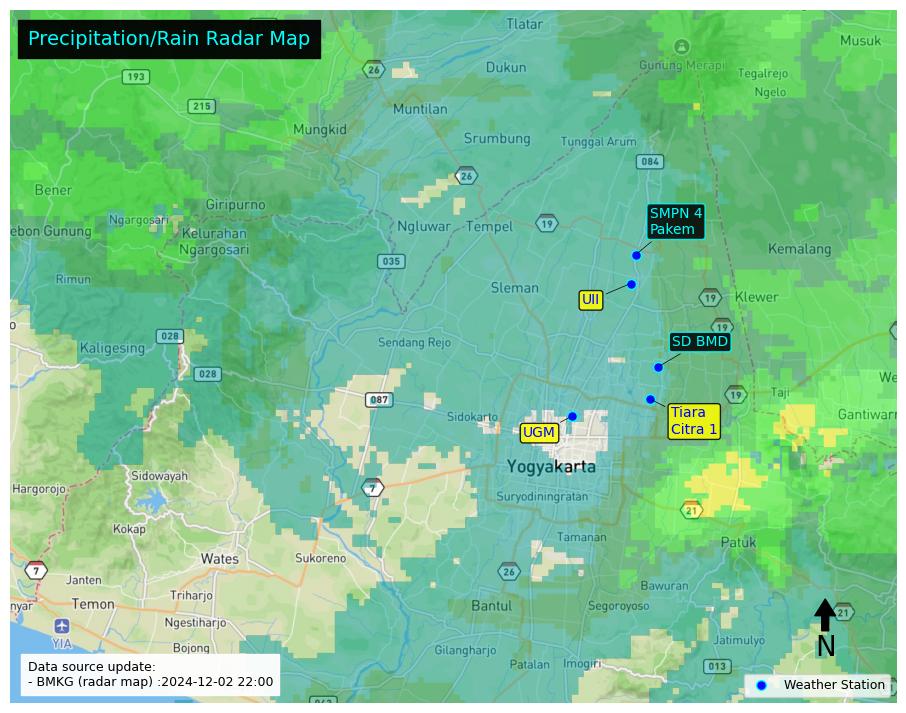 Precipitation/Rain Radar Map
Tlatar
Musuk
26
Dukun
Gunung Merapi
Tegalrejo
193
Ngelo
215
Muntilan
Mungkid
Srumbung
Tunggal Arum
084
26
Bener
Giripurno
SMPN 4
Pakem
Ngargosari
Ngluwar
Tempel
19
ebon Gunung
Kelurahan
Ngargosari
Kemalang
035
Rimun
Sleman
UII
19
Klewer
o
028
19
Kaligesing
Sendang Rejo
SD BMD
028
We
087
19
Taji
Sidokarto
Tiara
Citra 1
Gantiwar
UGM
Yogyakarta
Sidowayah
7
Hargorojo
Suryodiningratan
21
Kokap
Tamanan
Patuk
Wates
Sukoreno
7
Janten
26
Bawuran
Triharjo
nyar
Temon
Bantul
Segoroyoso
21
Ngestiharjo
YIA
N
Jatimulyo
Bojong
Gilangharjo
Patalan
Imogiri
013
Data source update:
- BMKG (radar map) :2024-12-02 22:00
Weather Station